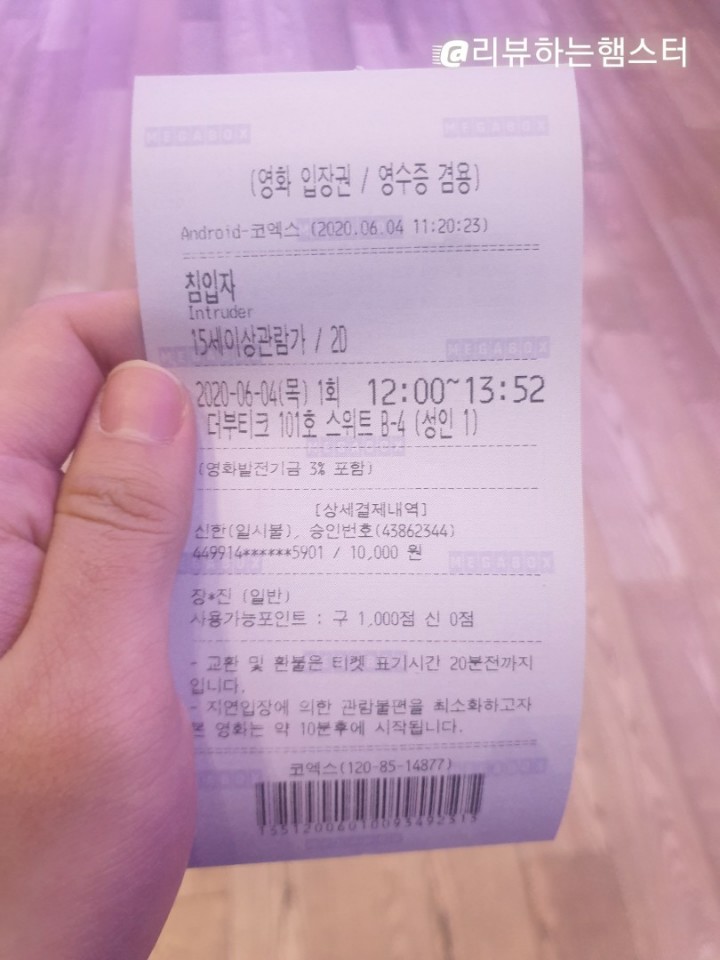 @리뷰하는햄스터
MEGABOX MEGABOX
(영화 입장권 / 영수증 겸용)
Android-코엑스 (2020.06.04 11:20:23)
침입자
Intruder
15세이상관람가 / 2D
2020-06-04(목) 1회 12:00~13:52
더부티크 101호 스위트 B-4 (성인 1)
(영화발전기금 3% 포함)
[상세결제내역]
신한(일시불), 승인번호(43862344)
449914******5901 / 10,000 원
장*진 (일반)
사용가능포인트 : 구 1,000점 신 0점
- 교환 및 환불은 티켓 표기시간 20분전까지
입니다.
- 지연입장에 의한 관람불편을 최소화하고자
본 영화는 약 10분후에 시작됩니다.
코엑스(120-85-14877)